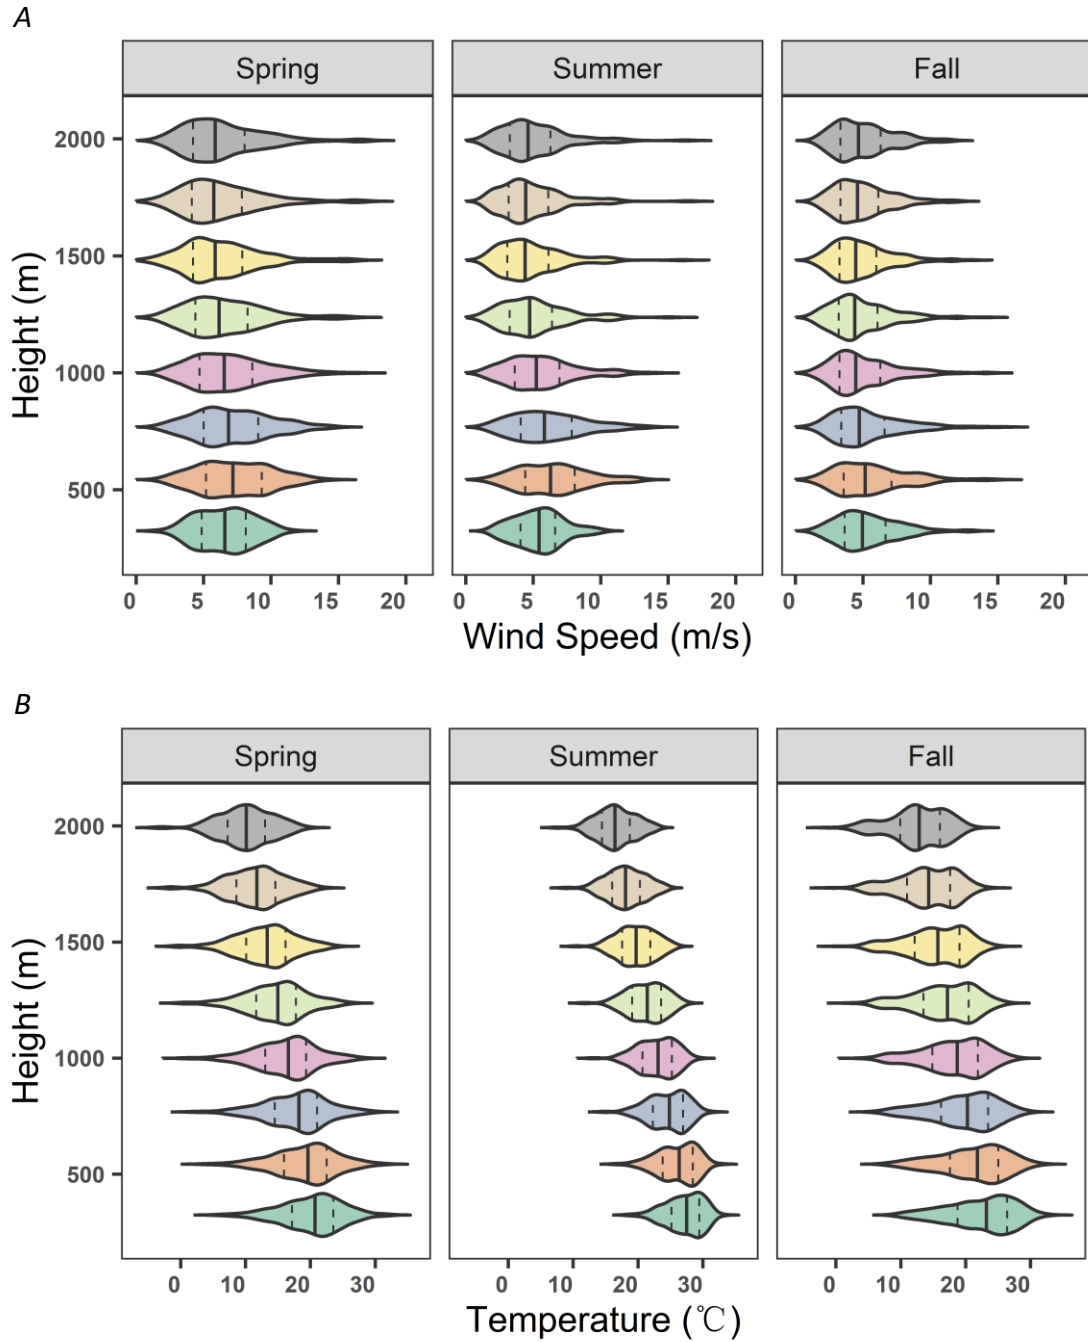 A
Spring Summer Fall
2000
1500
1000
500
Height (m)
0 5 10 15 20 0 5 10 15 20 0 5 10 15 20
Wind Speed (m/s)
B
Spring Summer Fall
2000
1500
1000
500
Height (m)
0 10 20 30 0 10 20 30 0 10 20 30
Temperature (℃)